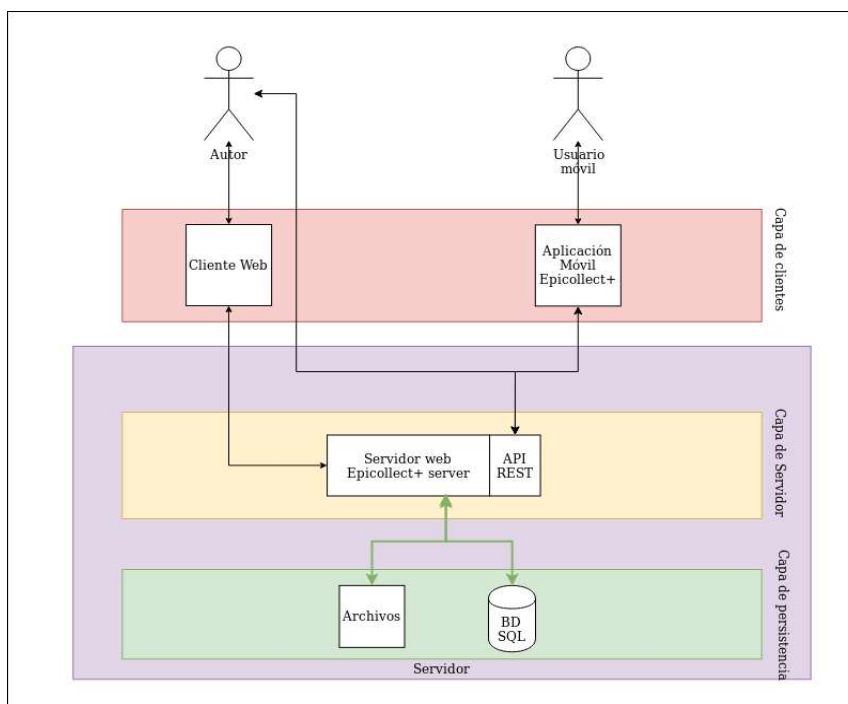 Autor
Usuario
móvil
Capa de clientes
Cliente Web
Aplicación
Móvil
Epicollect+
Capa de Servidor
Servidor web
Epicollect+ server
API
REST
Capa de persistencia
Archivos
BD
SQL
Servidor